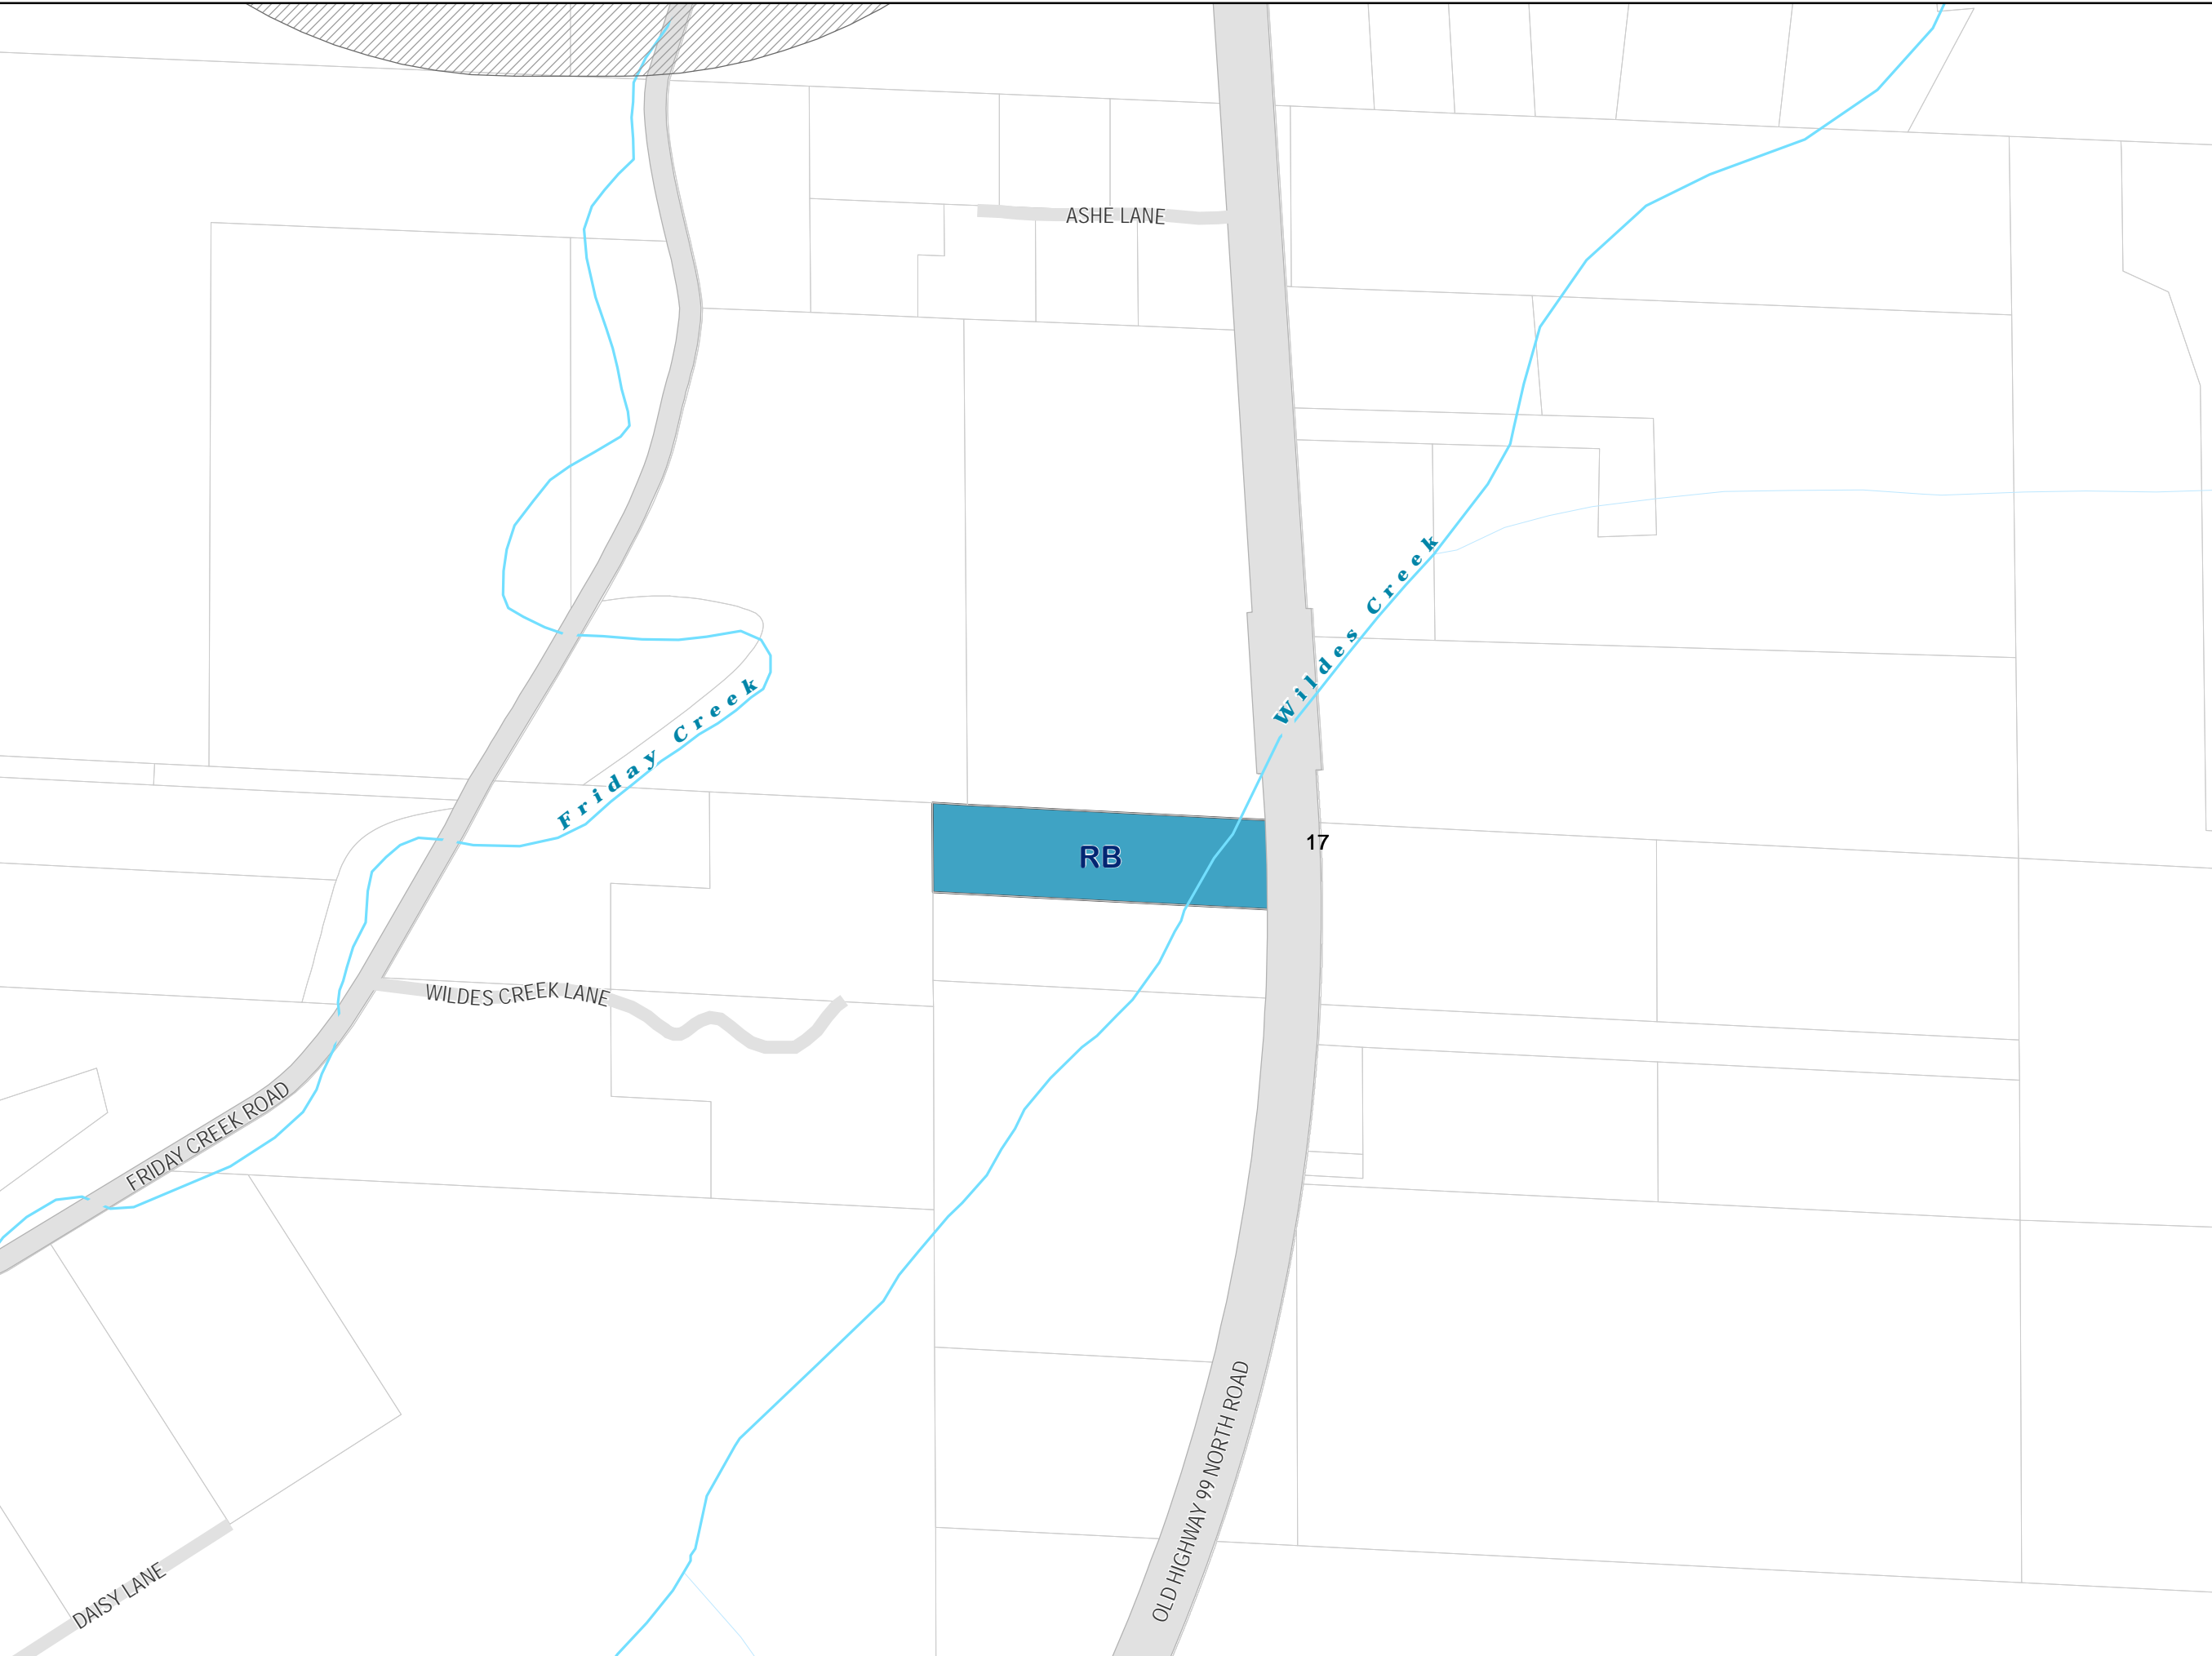 ASHE LANE
Wildes Creek
Friday Creek
17
RB
WILDES CREEK LANE
FRIDAY CREEK ROAD
OLD HIGHWAY 99 NORTH ROAD
DAISY LANE